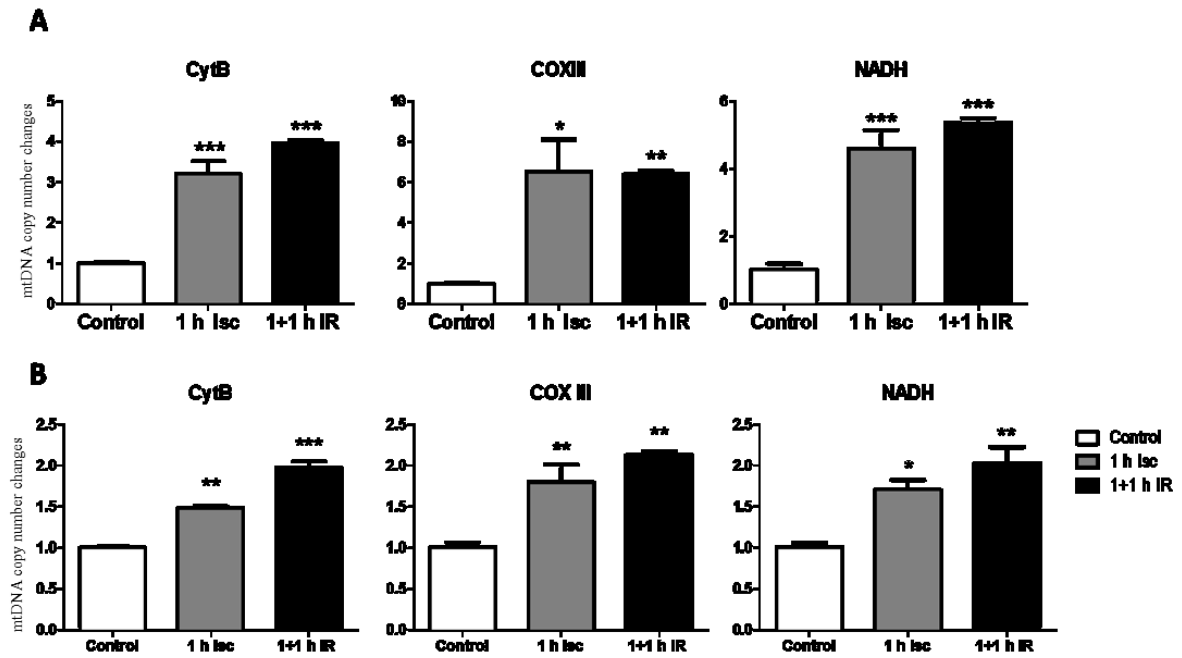 A
CytB
COXIII
NADH
mtDNA copy number changes
5
4
3
2
1
0
10
8
6
4
2
0
6
4
2
0
***
***
*
**
***
***
Control
1 h Isc
1+1 h IR
Control
1 h Isc
1+1 h IR
Control
1 h Isc
1+1 h IR
B
CytB
COX III
NADH
mtDNA copy number changes
2.5
2.0
1.5
1.0
0.5
0.0
2.5
2.0
1.5
1.0
0.5
0.0
2.5
2.0
1.5
1.0
0.5
0.0
**
***
**
**
*
**
Control
1 h Isc
1+1 h IR
Control
1 h Isc
1+1 h IR
Control
1 h Isc
1+1 h IR
Control
1 h Isc
1+1 h IR